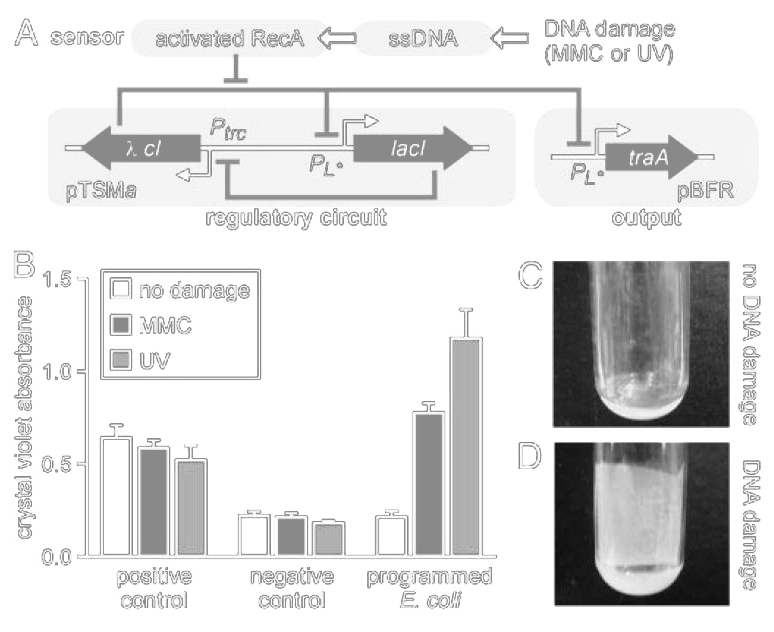 A sensor activated RecA ssDNA DNA damage
(MMC or UV)
λ cI Ptrc PL* lacI PL* traA
pTSMa pBFR
regulatory circuit output
B
crystal violet absorbance
1.5
1.0
0.5
0.0
no damage
MMC
UV
positive
control
negative
control
programmed
E. coli
C
no DNA damage
D
DNA damage